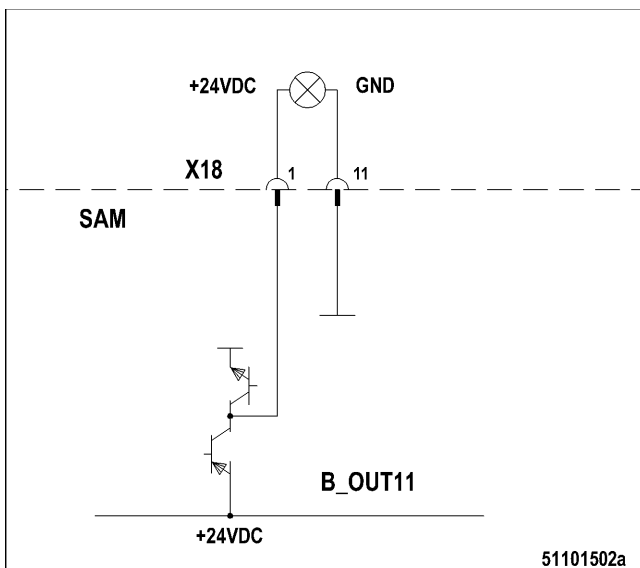 +24VDC GND
X18 1 11
SAM
B_OUT11
+24VDC
51101502a